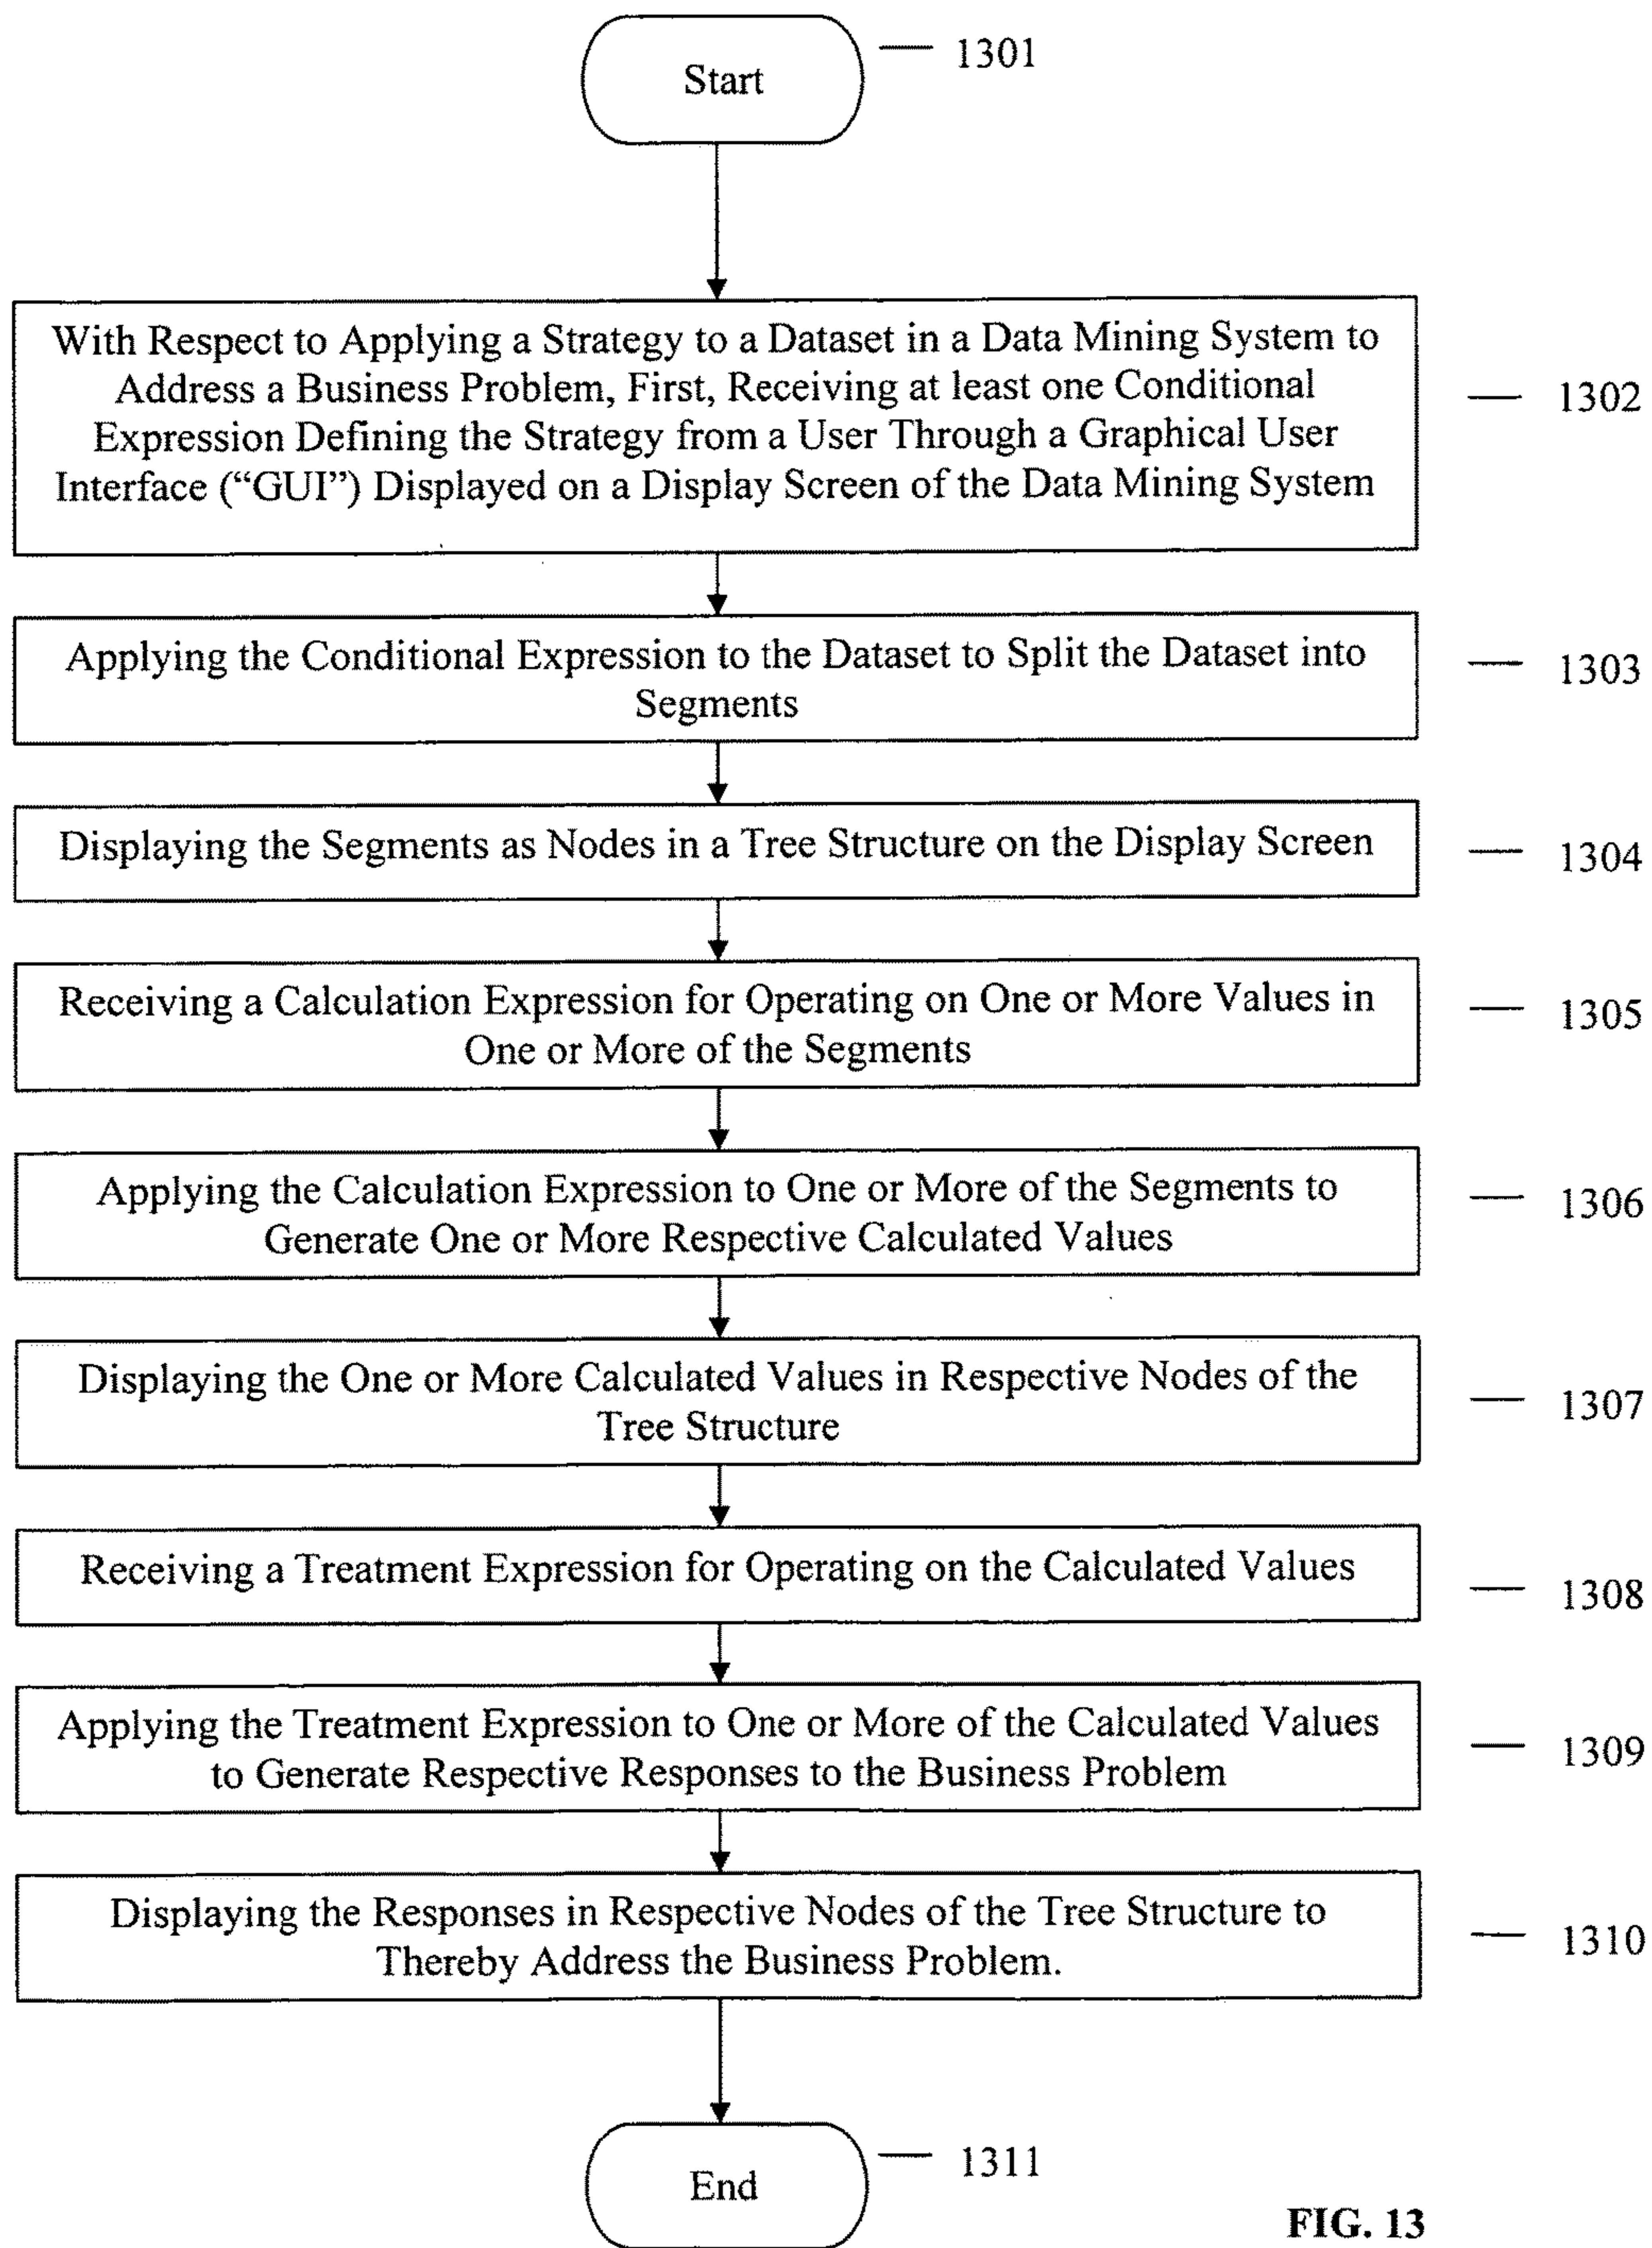 Start
1301
With Respect to Applying a Strategy to a Dataset in a Data Mining System to
Address a Business Problem, First, Receiving at least one Conditional
Expression Defining the Strategy from a User Through a Graphical User
Interface (“GUI”) Displayed on a Display Screen of the Data Mining System
1302
Applying the Conditional Expression to the Dataset to Split the Dataset into
Segments
1303
Displaying the Segments as Nodes in a Tree Structure on the Display Screen
1304
Receiving a Calculation Expression for Operating on One or More Values in
One or More of the Segments
1305
Applying the Calculation Expression to One or More of the Segments to
Generate One or More Respective Calculated Values
1306
Displaying the One or More Calculated Values in Respective Nodes of the
Tree Structure
1307
Receiving a Treatment Expression for Operating on the Calculated Values
1308
Applying the Treatment Expression to One or More of the Calculated Values
to Generate Respective Responses to the Business Problem
1309
Displaying the Responses in Respective Nodes of the Tree Structure to
Thereby Address the Business Problem.
1310
End
1311
FIG. 13